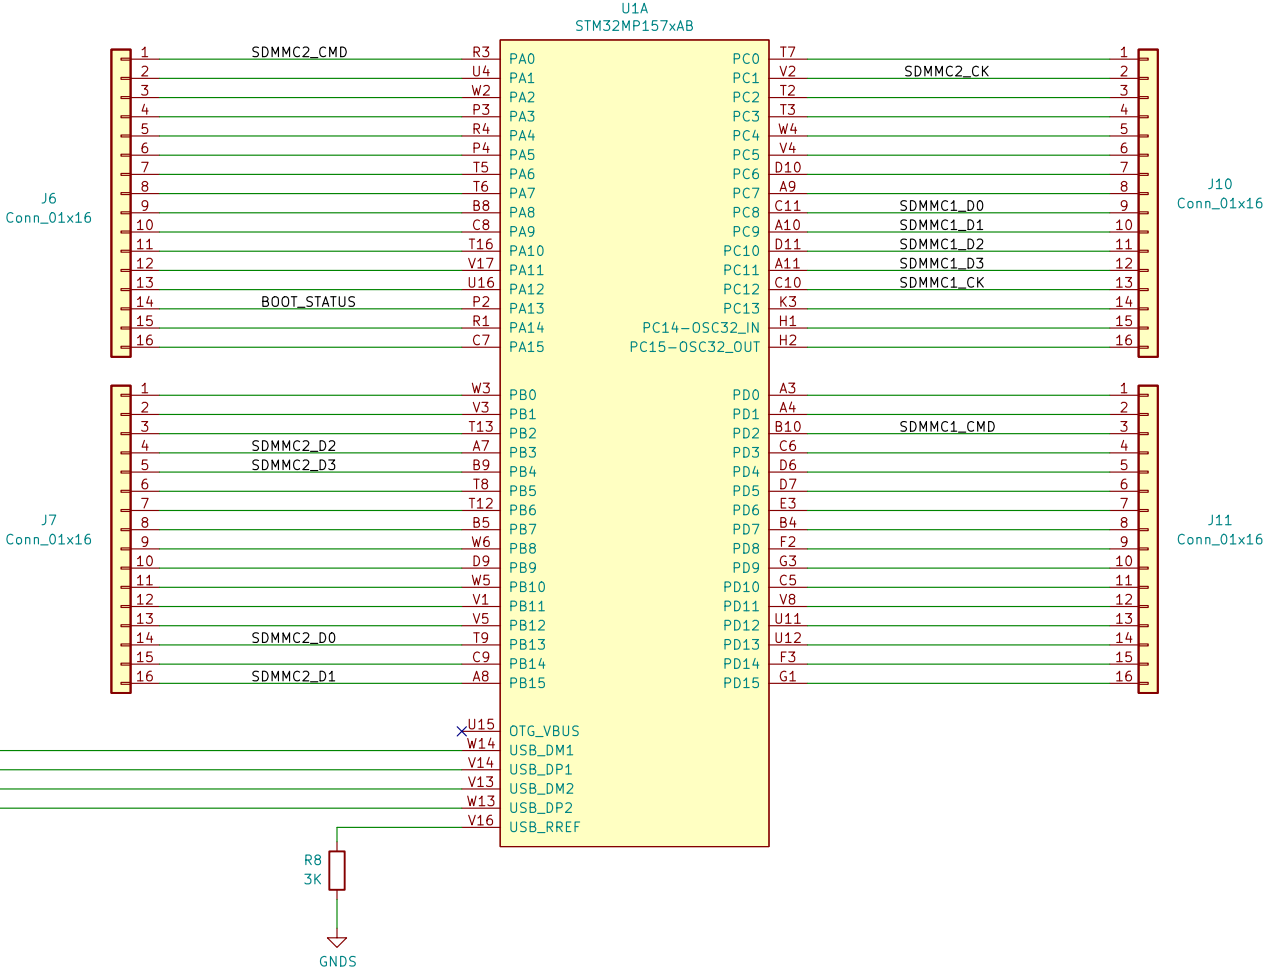 U1A
STM32MP157xAB
1 SDMMC2_CMD R3 PA0 PC0 T7 1
2 U4 PA1 PC1 V2 SDMMC2_CK 2
3 W2 PA2 PC2 T2 3
4 P3 PA3 PC3 T3 4
5 R4 PA4 PC4 W4 5
6 P4 PA5 PC5 V4 6
7 T5 PA6 PC6 D10 7
8 T6 PA7 PC7 A9 8
J6
Conn_01x16
J10
Conn_01x16
9 B8 PA8 PC8 C11 SDMMC1_D0 9
10 C8 PA9 PC9 A10 SDMMC1_D1 10
11 T16 PA10 PC10 D11 SDMMC1_D2 11
12 V17 PA11 PC11 A11 SDMMC1_D3 12
13 U16 PA12 PC12 C10 SDMMC1_CK 13
14 BOOT_STATUS P2 PA13 PC13 K3 14
15 R1 PA14 PC14-OSC32_IN H1 15
16 C7 PA15 PC15-OSC32_OUT H2 16
1 W3 PB0 PD0 A3 1
2 V3 PB1 PD1 A4 2
3 T13 PB2 PD2 B10 SDMMC1_CMD 3
4 SDMMC2_D2 A7 PB3 PD3 C6 4
5 SDMMC2_D3 B9 PB4 PD4 D6 5
6 T8 PB5 PD5 D7 6
7 T12 PB6 PD6 E3 7
J7
Conn_01x16
J11
Conn_01x16
8 B5 PB7 PD7 B4 8
9 W6 PB8 PD8 F2 9
10 D9 PB9 PD9 G3 10
11 W5 PB10 PD10 C5 11
12 V1 PB11 PD11 V8 12
13 V5 PB12 PD12 U11 13
14 SDMMC2_D0 T9 PB13 PD13 U12 14
15 C9 PB14 PD14 F3 15
16 SDMMC2_D1 A8 PB15 PD15 G1 16
U15 OTG_VBUS
W14 USB_DM1
V14 USB_DP1
V13 USB_DM2
W13 USB_DP2
V16 USB_RREF
R8
3K
GNDS